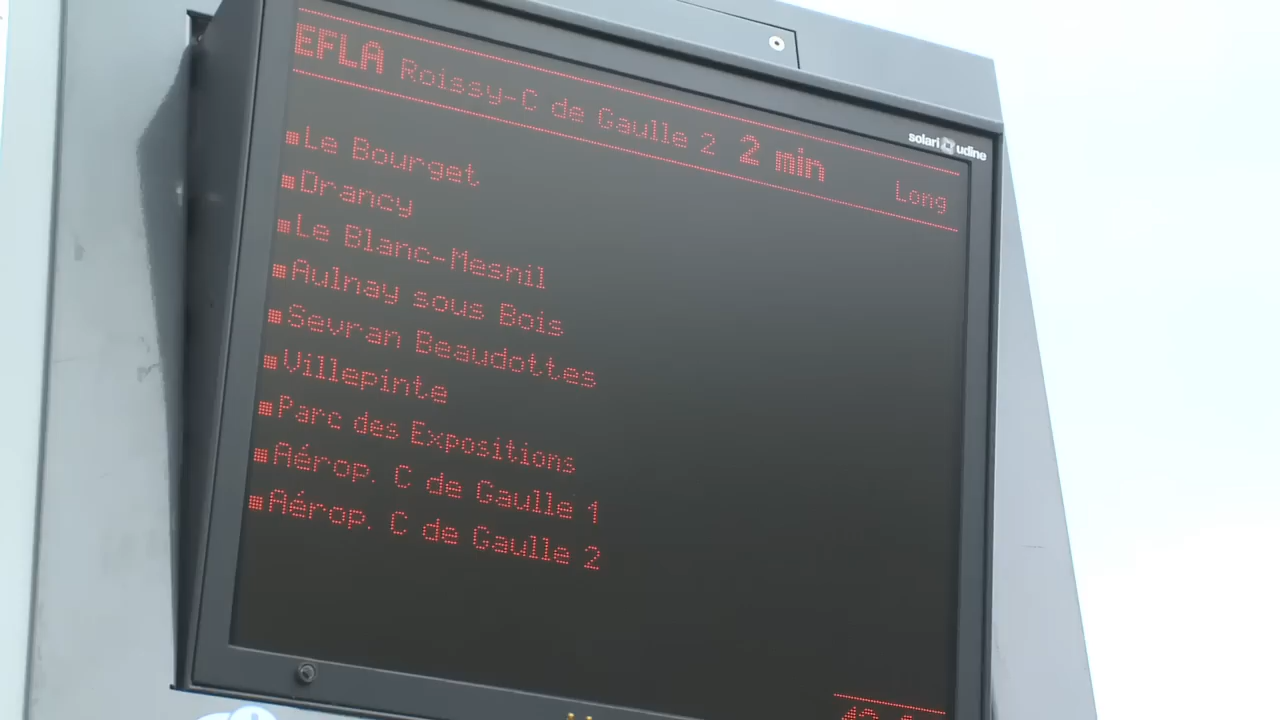 EFLA Roissy-C de Gaulle 2 2 min Long
solari udine
Le Bourget
Drancy
Le Blanc-Mesnil
Aulnay sous Bois
Sevran Beaudottes
Villepinte
Parc des Expositions
Aérop. C de Gaulle 1
Aérop. C de Gaulle 2